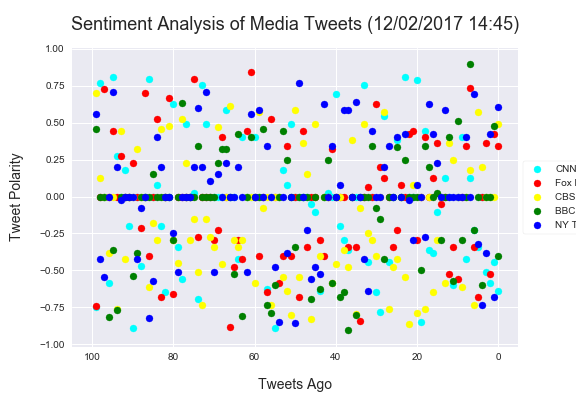 Sentiment Analysis of Media Tweets (12/02/2017 14:45)
1.00
0.75
0.50
0.25
0.00
−0.25
−0.50
−0.75
−1.00
Tweet Polarity
100
80
60
40
20
0
Tweets Ago
CNN
Fox
CBS
BBC
NY T